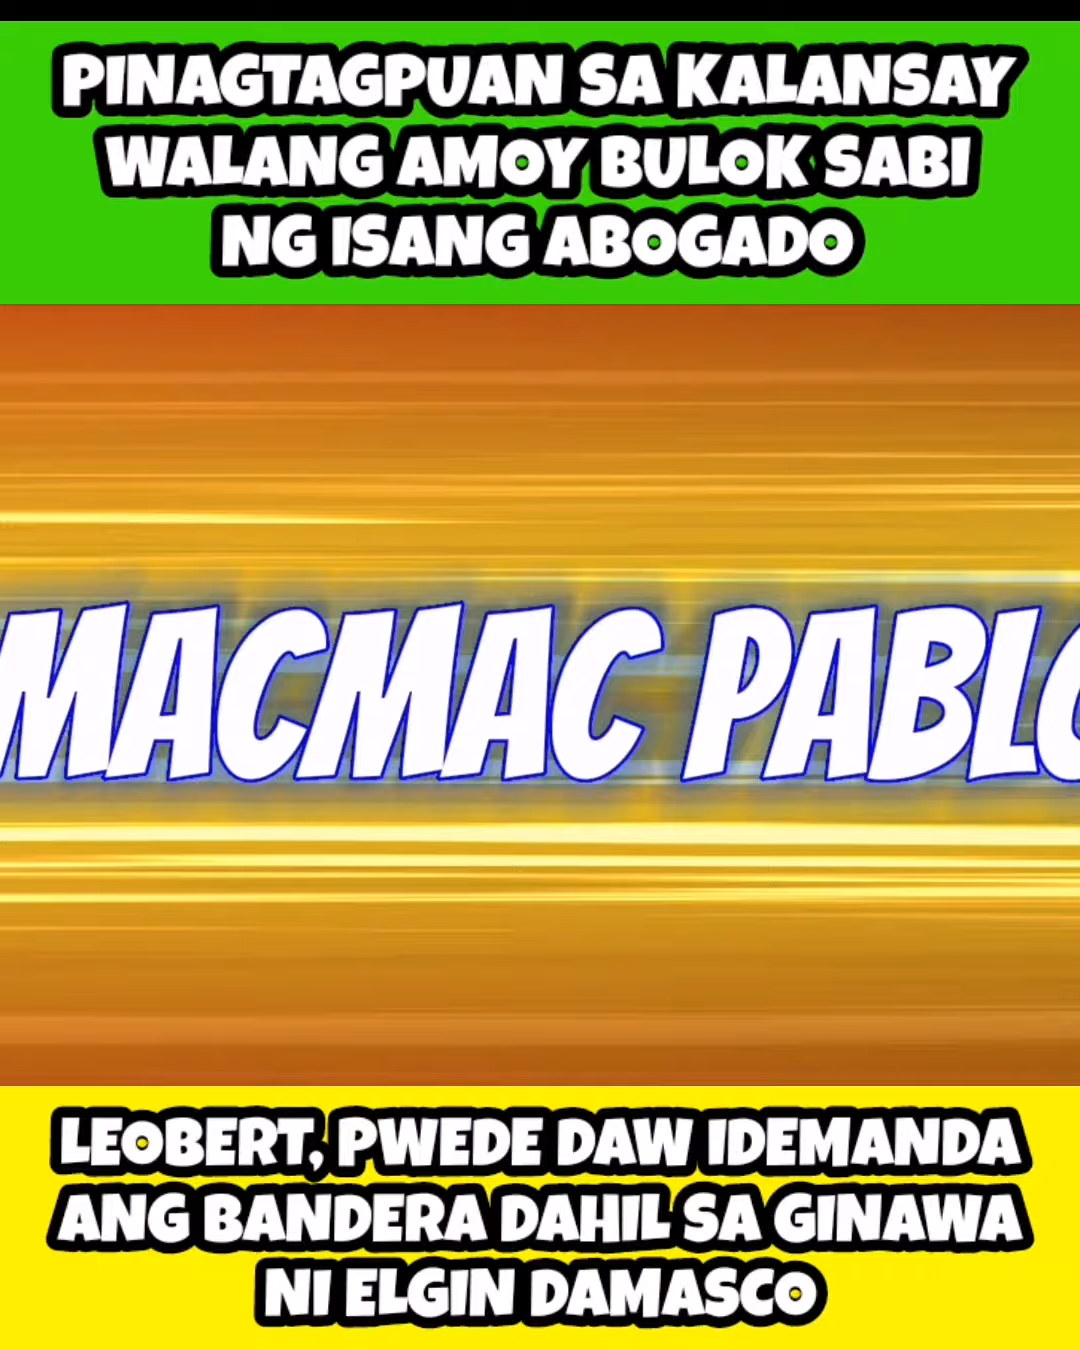 PINAGTAGPUAN SA KALANSAY
WALANG AMOY BULOK SABI
NG ISANG ABOGADO
MACMAC PABLO
LEOBERT, PWEDE DAW IDEMANDA
ANG BANDERA DAHIL SA GINAWA
NI ELGIN DAMASCO